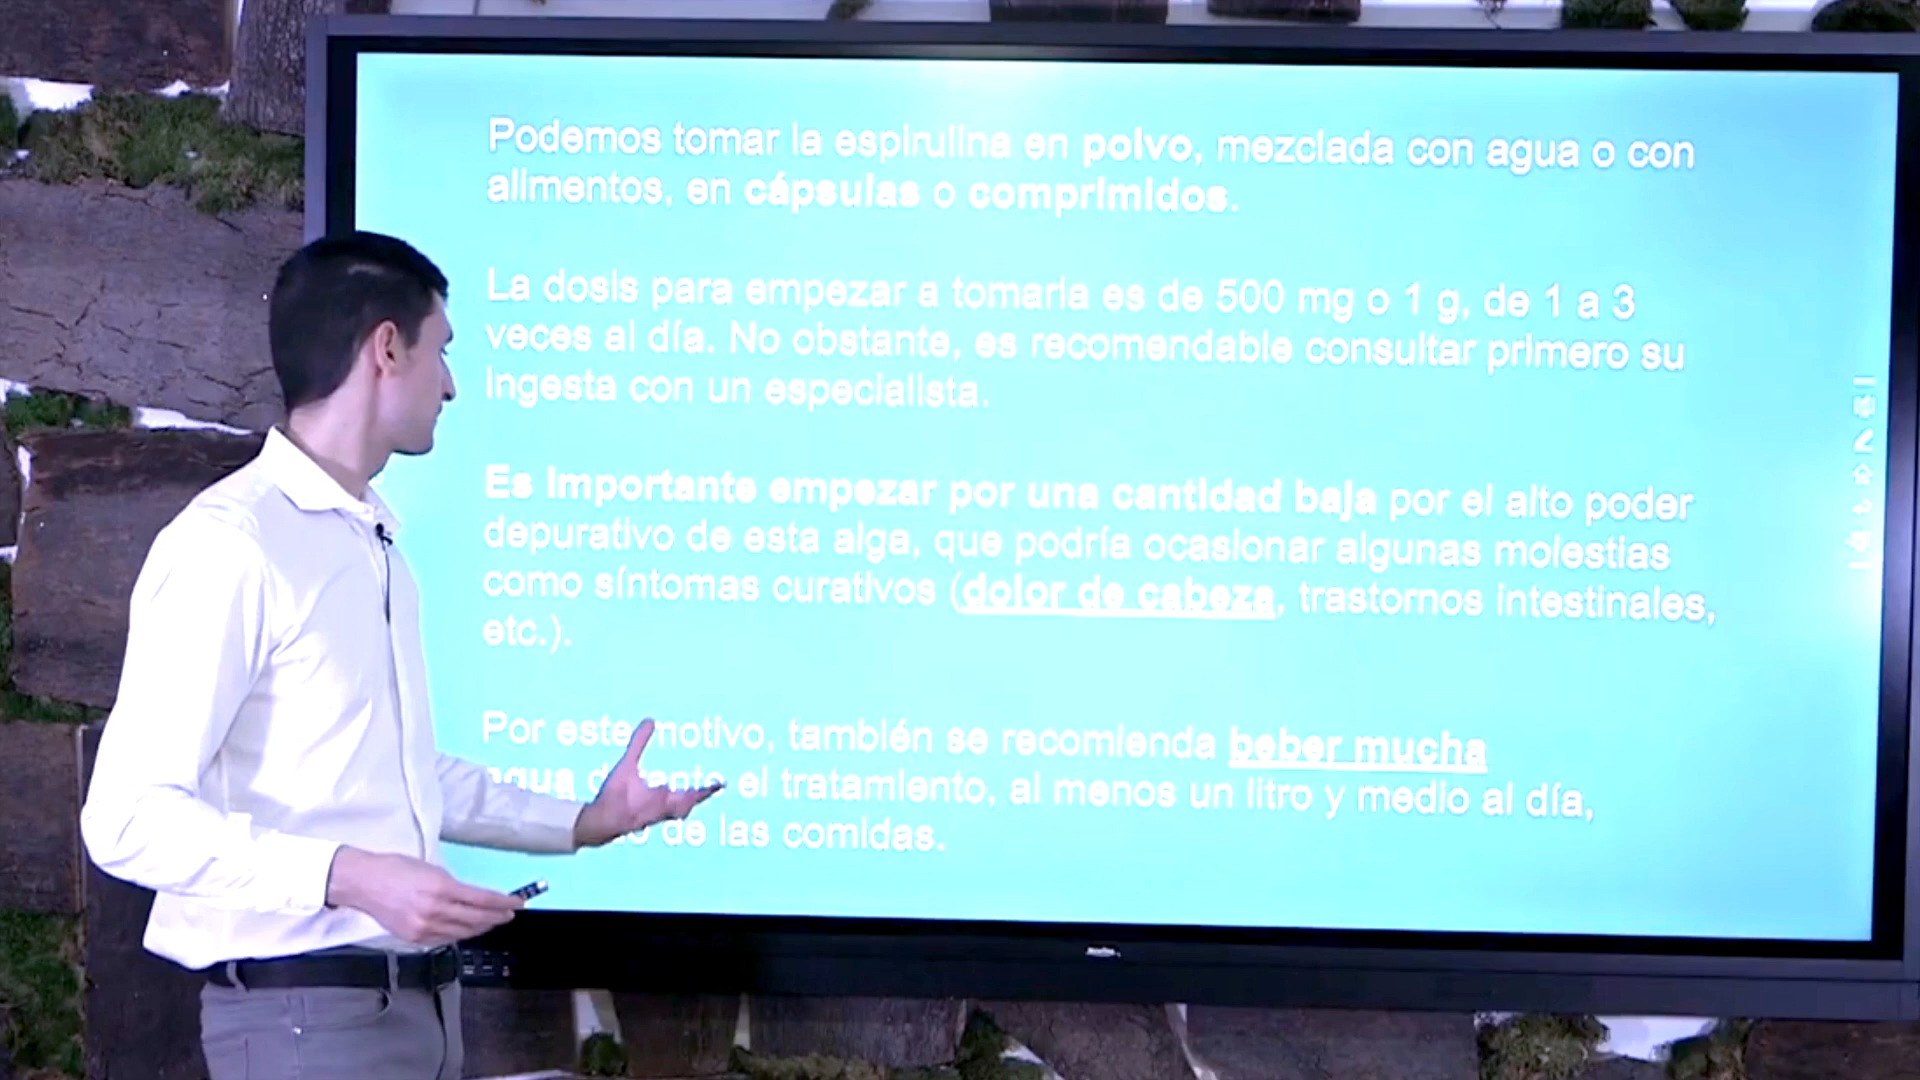 Podemos tomar la espirulina en polvo, mezclada con agua o con
alimentos, en cápsulas o comprimidos.
La dosis para empezar a tomarla es de 500 mg o 1 g, de 1 a 3
veces al día. No obstante, es recomendable consultar primero su
ingesta con un especialista.
Es importante empezar por una cantidad baja por el alto poder
depurativo de esta alga, que podría ocasionar algunas molestias
como síntomas curativos (dolor de cabeza, trastornos intestinales,
etc.).
Por este motivo, también se recomienda beber mucha
agua durante el tratamiento, al menos un litro y medio al día,
de las comidas.